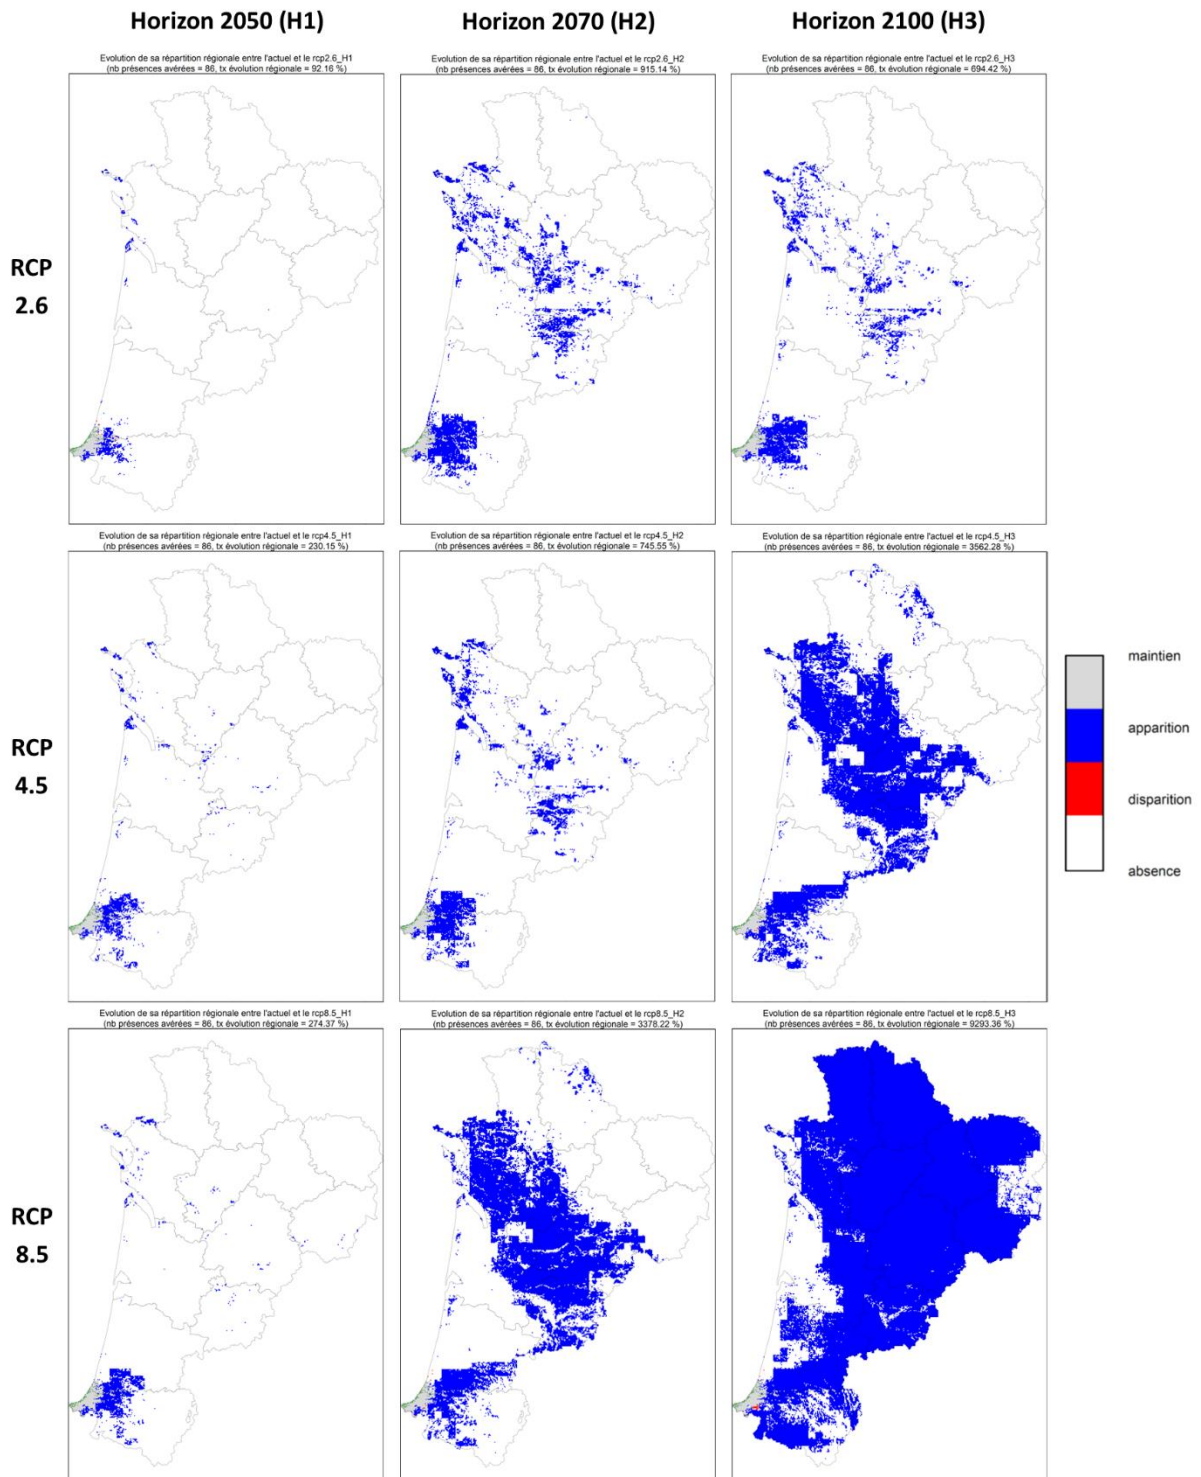 Horizon 2050 (H1) Horizon 2070 (H2) Horizon 2100 (H3)
Evolution de sa répartition régionale entre l'actuel et le rcp2.6_H1
(nb présences avérées = 86, tx évolution régionale = 92.16 %)
Evolution de sa répartition régionale entre l'actuel et le rcp2.6_H2
(nb présences avérées = 86, tx évolution régionale = 915.14 %)
Evolution de sa répartition régionale entre l'actuel et le rcp2.6_H3
(nb présences avérées = 86, tx évolution régionale = 694.42 %)
RCP
2.6
Evolution de sa répartition régionale entre l'actuel et le rcp4.5_H1
(nb présences avérées = 86, tx évolution régionale = 230.15 %)
Evolution de sa répartition régionale entre l'actuel et le rcp4.5_H2
(nb présences avérées = 86, tx évolution régionale = 745.55 %)
Evolution de sa répartition régionale entre l'actuel et le rcp4.5_H3
(nb présences avérées = 86, tx évolution régionale = 3562.28 %)
RCP
4.5
maintien
apparition
disparition
absence
Evolution de sa répartition régionale entre l'actuel et le rcp8.5_H1
(nb présences avérées = 86, tx évolution régionale = 274.37 %)
Evolution de sa répartition régionale entre l'actuel et le rcp8.5_H2
(nb présences avérées = 86, tx évolution régionale = 3378.22 %)
Evolution de sa répartition régionale entre l'actuel et le rcp8.5_H3
(nb présences avérées = 86, tx évolution régionale = 9293.36 %)
RCP
8.5